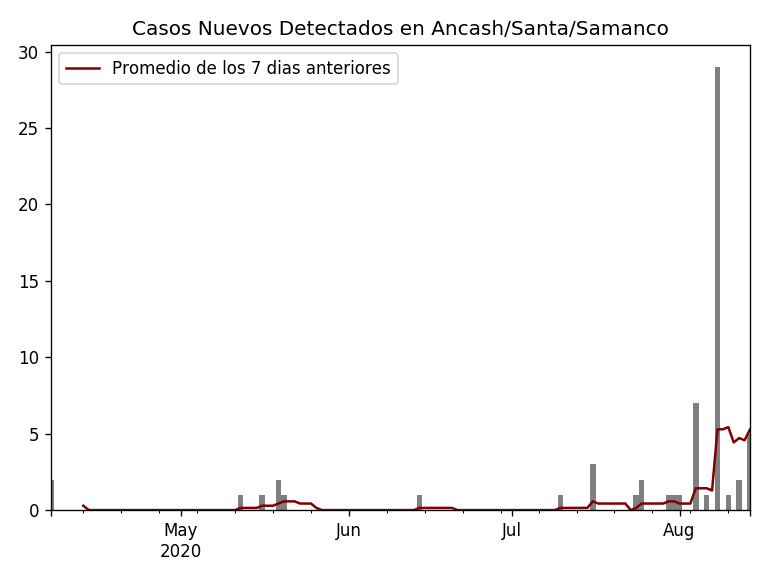 Casos Nuevos Detectados en Ancash/Santa/Samanco
Promedio de los 7 dias anteriores
30
25
20
15
10
5
0
May
2020
Jun
Jul
Aug